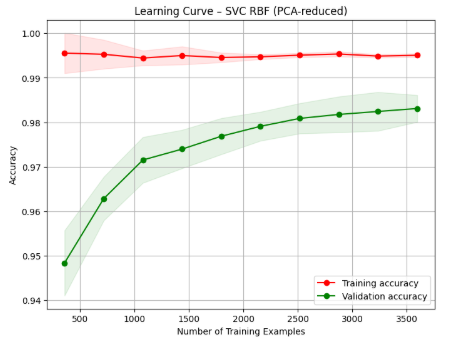 Learning Curve – SVC RBF (PCA-reduced)
1.00
0.99
0.98
0.97
0.96
0.95
0.94
Accuracy
Training accuracy
Validation accuracy
500 1000 1500 2000 2500 3000 3500
Number of Training Examples